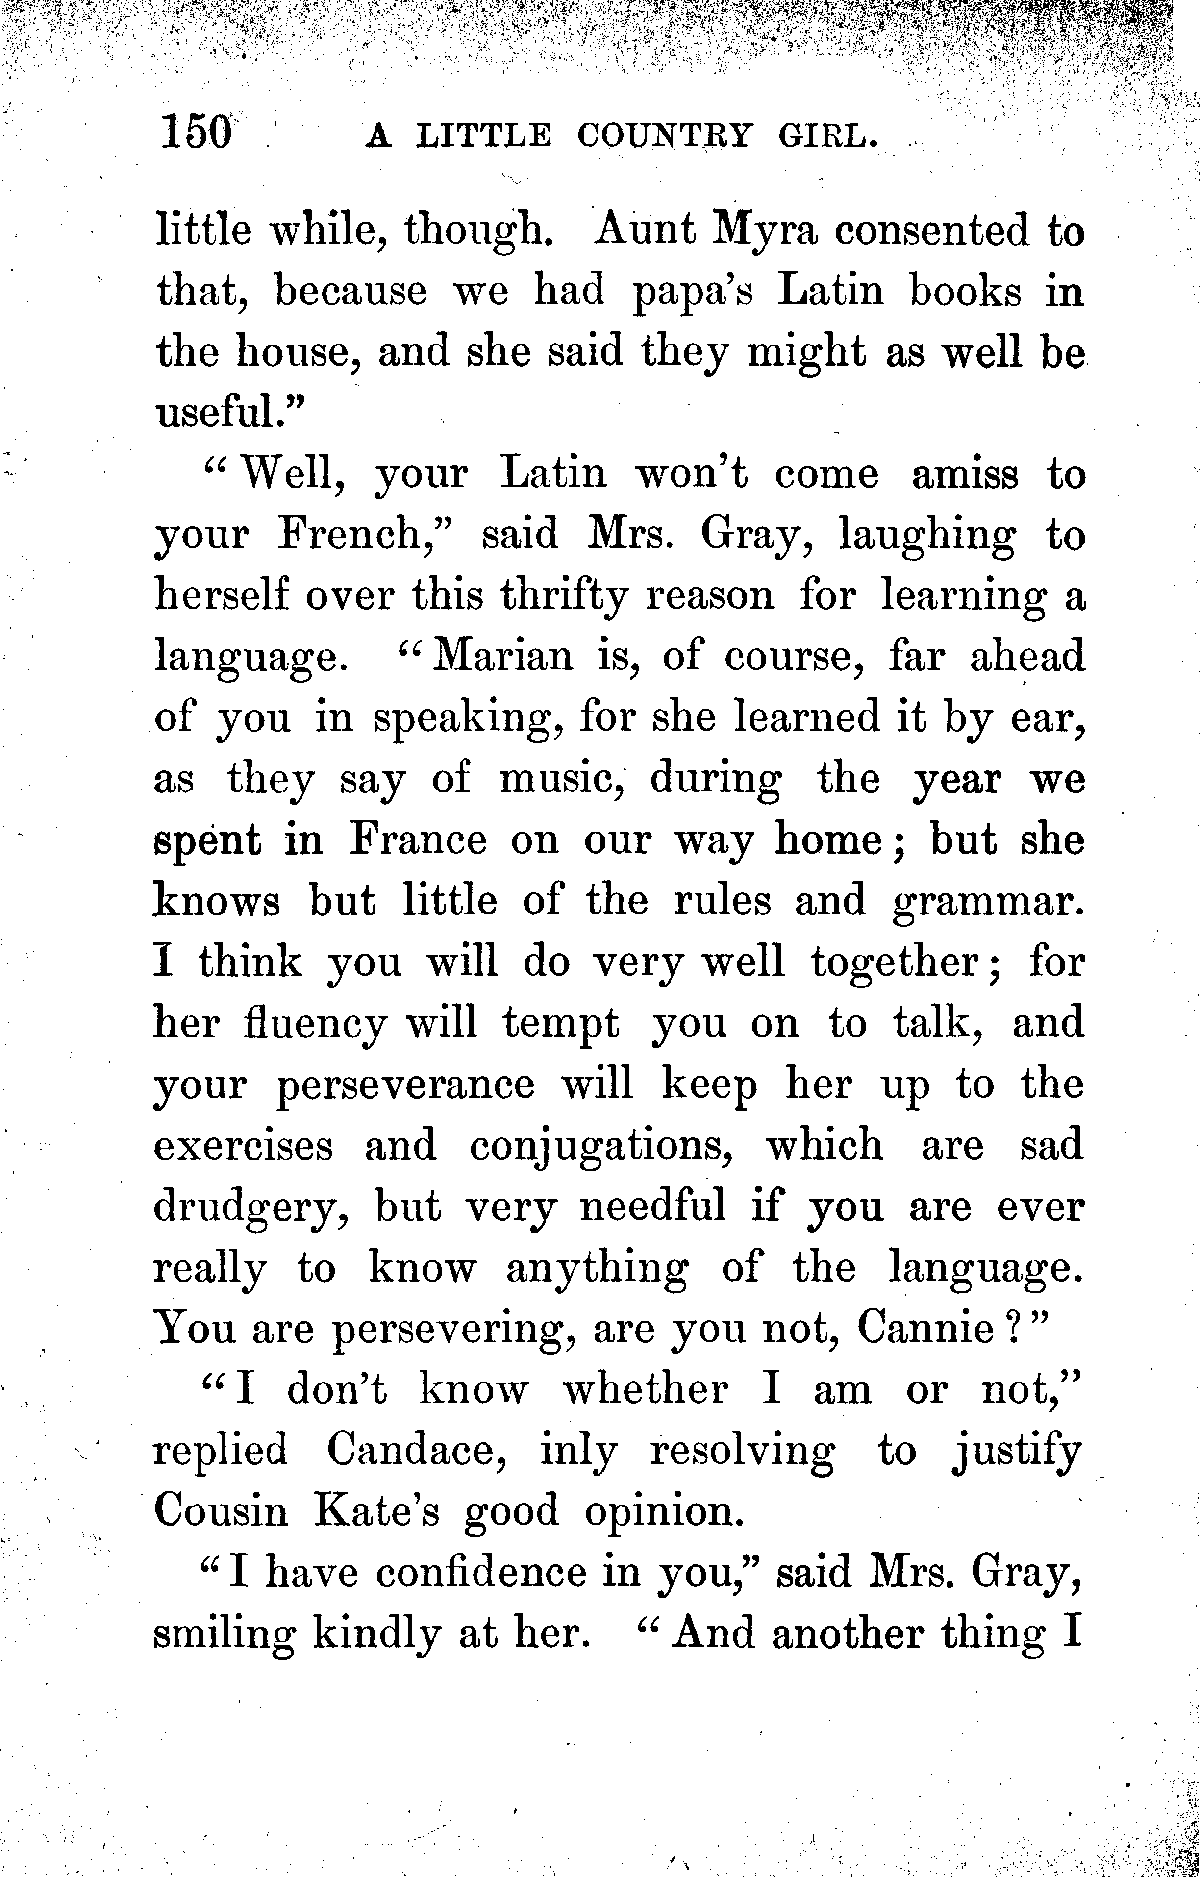 150 A LITTLE COUNTRY GIRL.
little while, though. Aunt Myra consented to
that, because we had papa's Latin books in
the house, and she said they might as well be
useful."
"Well, your Latin won't come amiss to
your French," said Mrs. Gray, laughing to
herself over this thrifty reason for learning a
language. "Marian is, of course, far ahead
of you in speaking, for she learned it by ear,
as they say of music, during the year we
spent in France on our way home; but she
knows but little of the rules and grammar.
I think you will do very well together; for
her fluency will tempt you on to talk, and
your perseverance will keep her up to the
exercises and conjugations, which are sad
drudgery, but very needful if you are ever
really to know anything of the language.
You are persevering, are you not, Cannie?"
"I don't know whether I am or not,"
replied Candace, inly resolving to justify
Cousin Kate's good opinion.
"I have confidence in you," said Mrs. Gray,
smiling kindly at her. "And another thing I